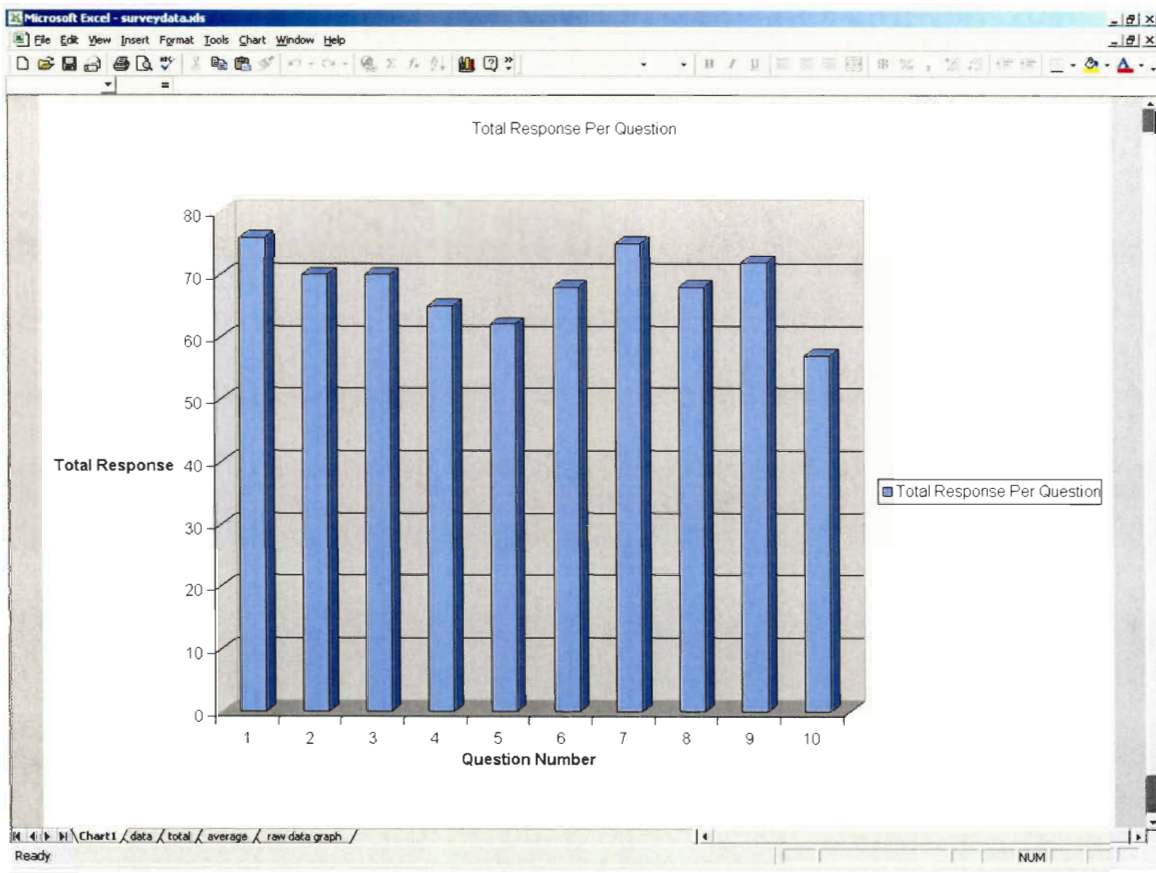 Microsoft Excel - surveydata.xls
File Edit View Insert Format Tools Chart Window Help
=
Total Response Per Question
80
70
60
50
Total Response 40
Total Response Per Question
30
20
10
0
1 2 3 4 5 6 7 8 9 10
Question Number
Chart1 data total average raw data graph
Ready
NUM